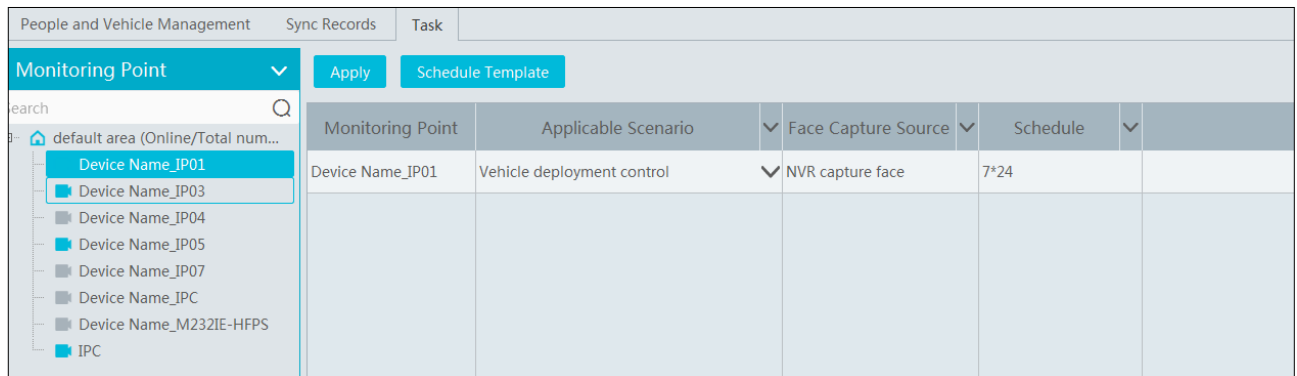 People and Vehicle Management Sync Records Task
Monitoring Point
Apply Schedule Template
earch
default area (Online/Total num...
Device Name_IP01
Device Name_IP03
Device Name_IP04
Device Name_IP05
Device Name_IP07
Device Name_IPC
Device Name_M232IE-HFPS
IPC
Monitoring Point Applicable Scenario Face Capture Source Schedule
Device Name_IP01 Vehicle deployment control NVR capture face 7*24